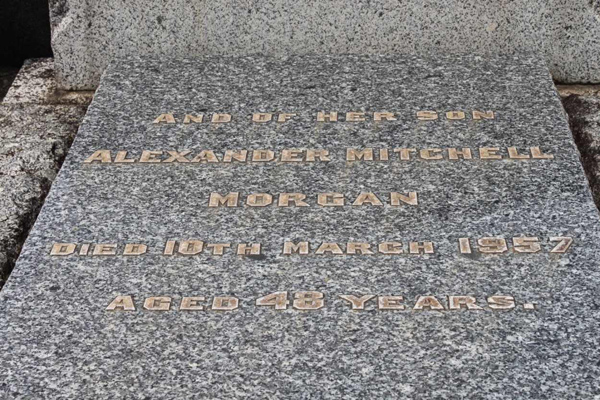 AND OF HER SON
ALEXANDER MITCHELL
MORGAN
DIED 10TH MARCH 1957
AGED 48 YEARS.